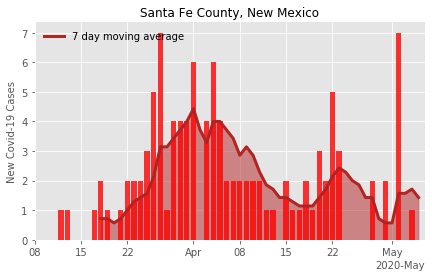 Santa Fe County, New Mexico
7 day moving average
New Covid-19 Cases
7
6
5
4
3
2
1
0
08 15 22 Apr 08 15 22 May
2020-May